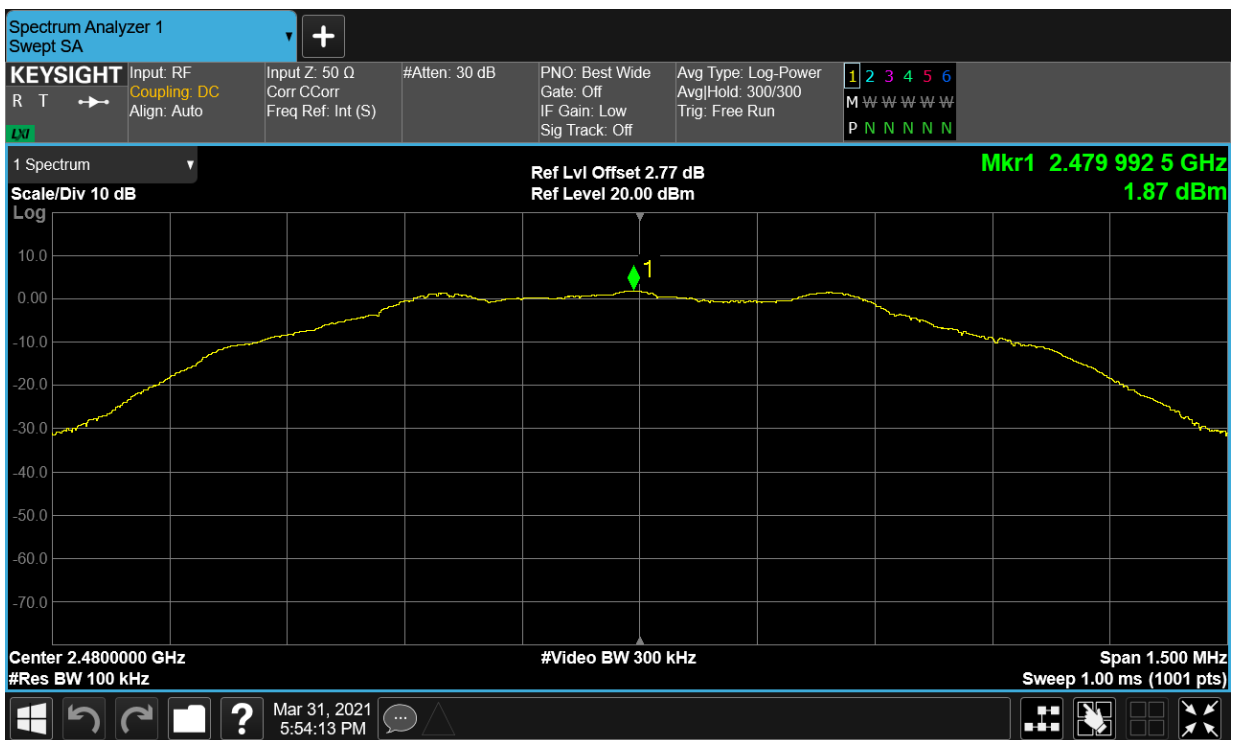 Spectrum Analyzer 1
Swept SA
KEYSIGHT
R T
LXI
Input: RF
Coupling: DC
Align: Auto
Input Z: 50 Ω
Corr CCorr
Freq Ref: Int (S)
#Atten: 30 dB
PNO: Best Wide
Gate: Off
IF Gain: Low
Sig Track: Off
Avg Type: Log-Power
Avg|Hold: 300/300
Trig: Free Run
1 2 3 4 5 6
M W W W W W
P N N N N N
1 Spectrum
Scale/Div 10 dB
Log
Ref Lvl Offset 2.77 dB
Ref Level 20.00 dBm
Mkr1 2.479 992 5 GHz
1.87 dBm
10.0
0.00
-10.0
-20.0
-30.0
-40.0
-50.0
-60.0
-70.0
1
Center 2.4800000 GHz
#Res BW 100 kHz
#Video BW 300 kHz
Span 1.500 MHz
Sweep 1.00 ms (1001 pts)
?
Mar 31, 2021
5:54:13 PM